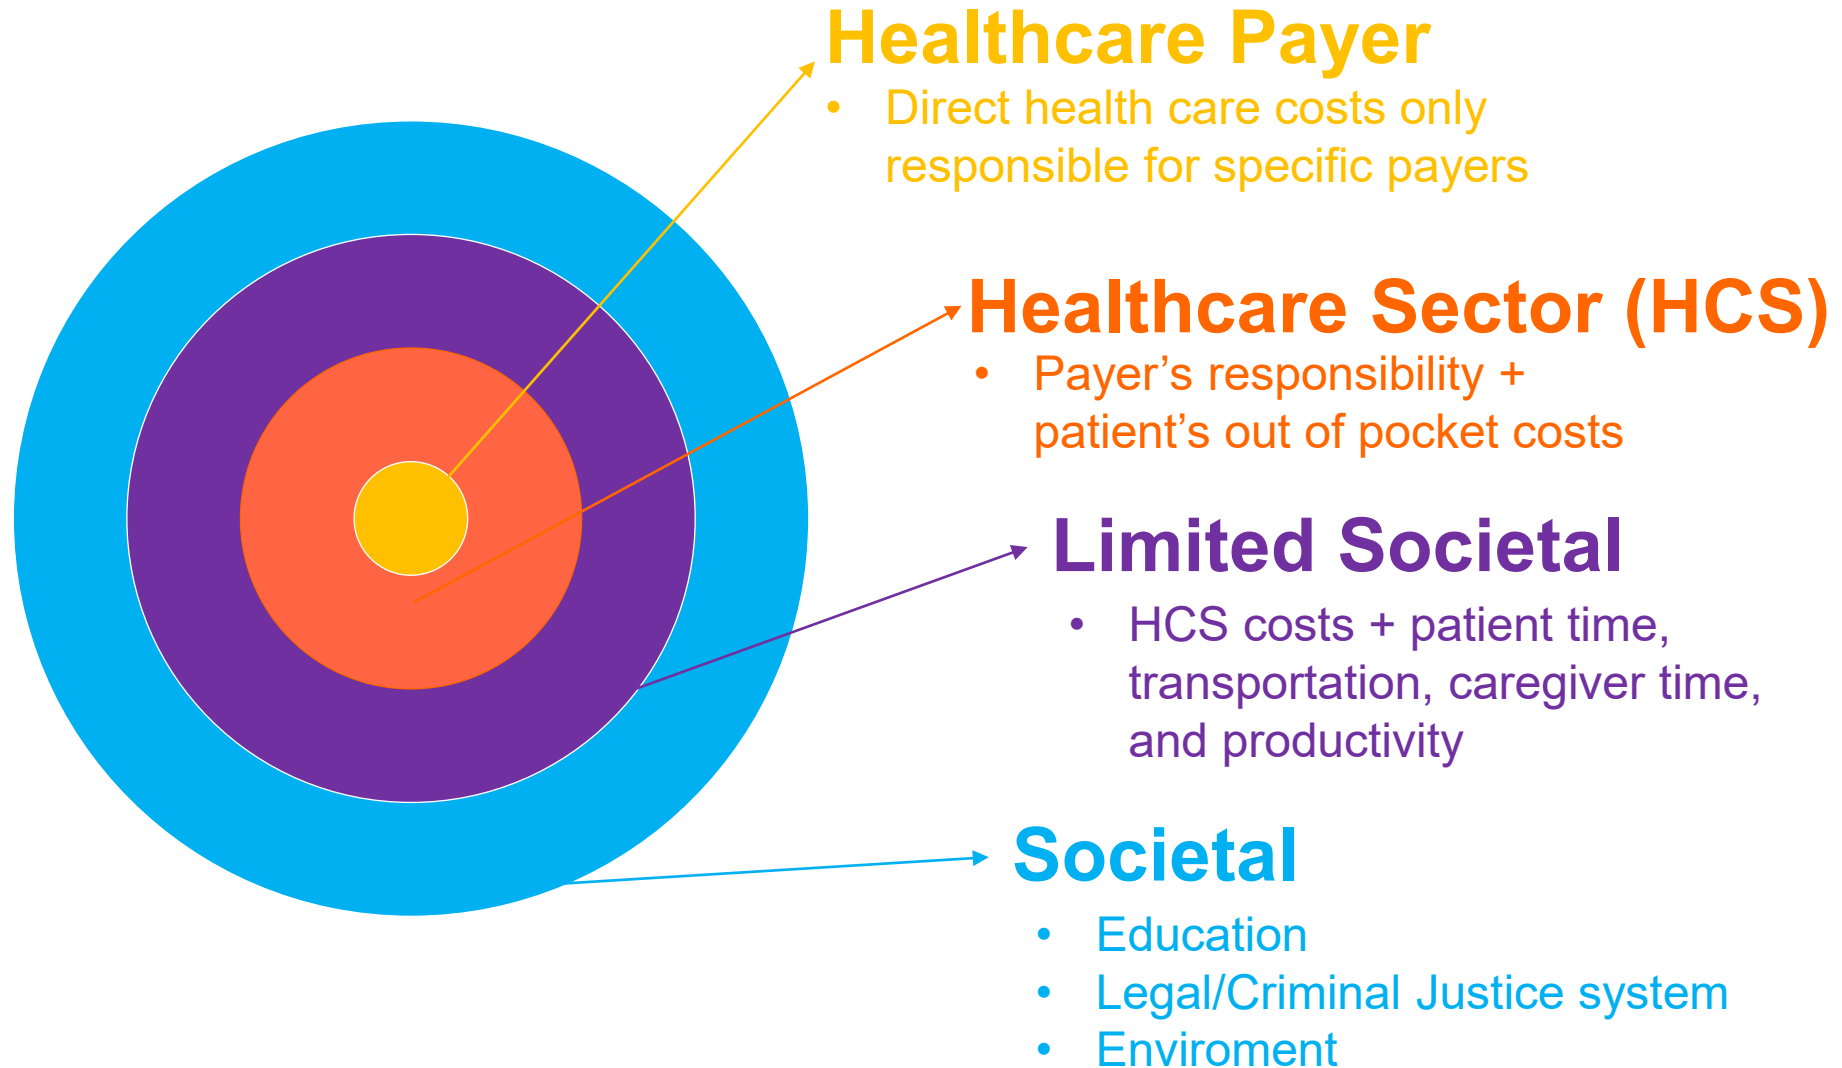 Healthcare Payer
• Direct health care costs only
responsible for specific payers
Healthcare Sector (HCS)
• Payer’s responsibility +
patient’s out of pocket costs
Limited Societal
• HCS costs + patient time,
transportation, caregiver time,
and productivity
Societal
• Education
• Legal/Criminal Justice system
• Enviroment